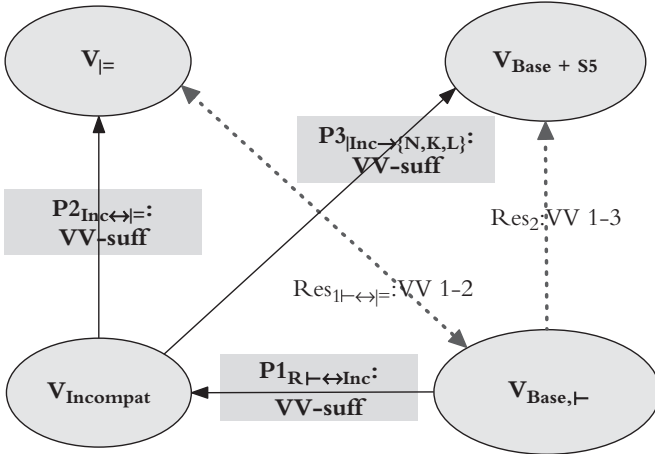 V|=
V Base + S5
P3|Inc→{N,K,L}:
VV-suff
P2Inc↔|=:
VV-suff
Res2:VV 1-3
Res1⊢↔|=:VV 1-2
P1R⊢↔Inc:
VV-suff
VIncompat
VBase,⊢